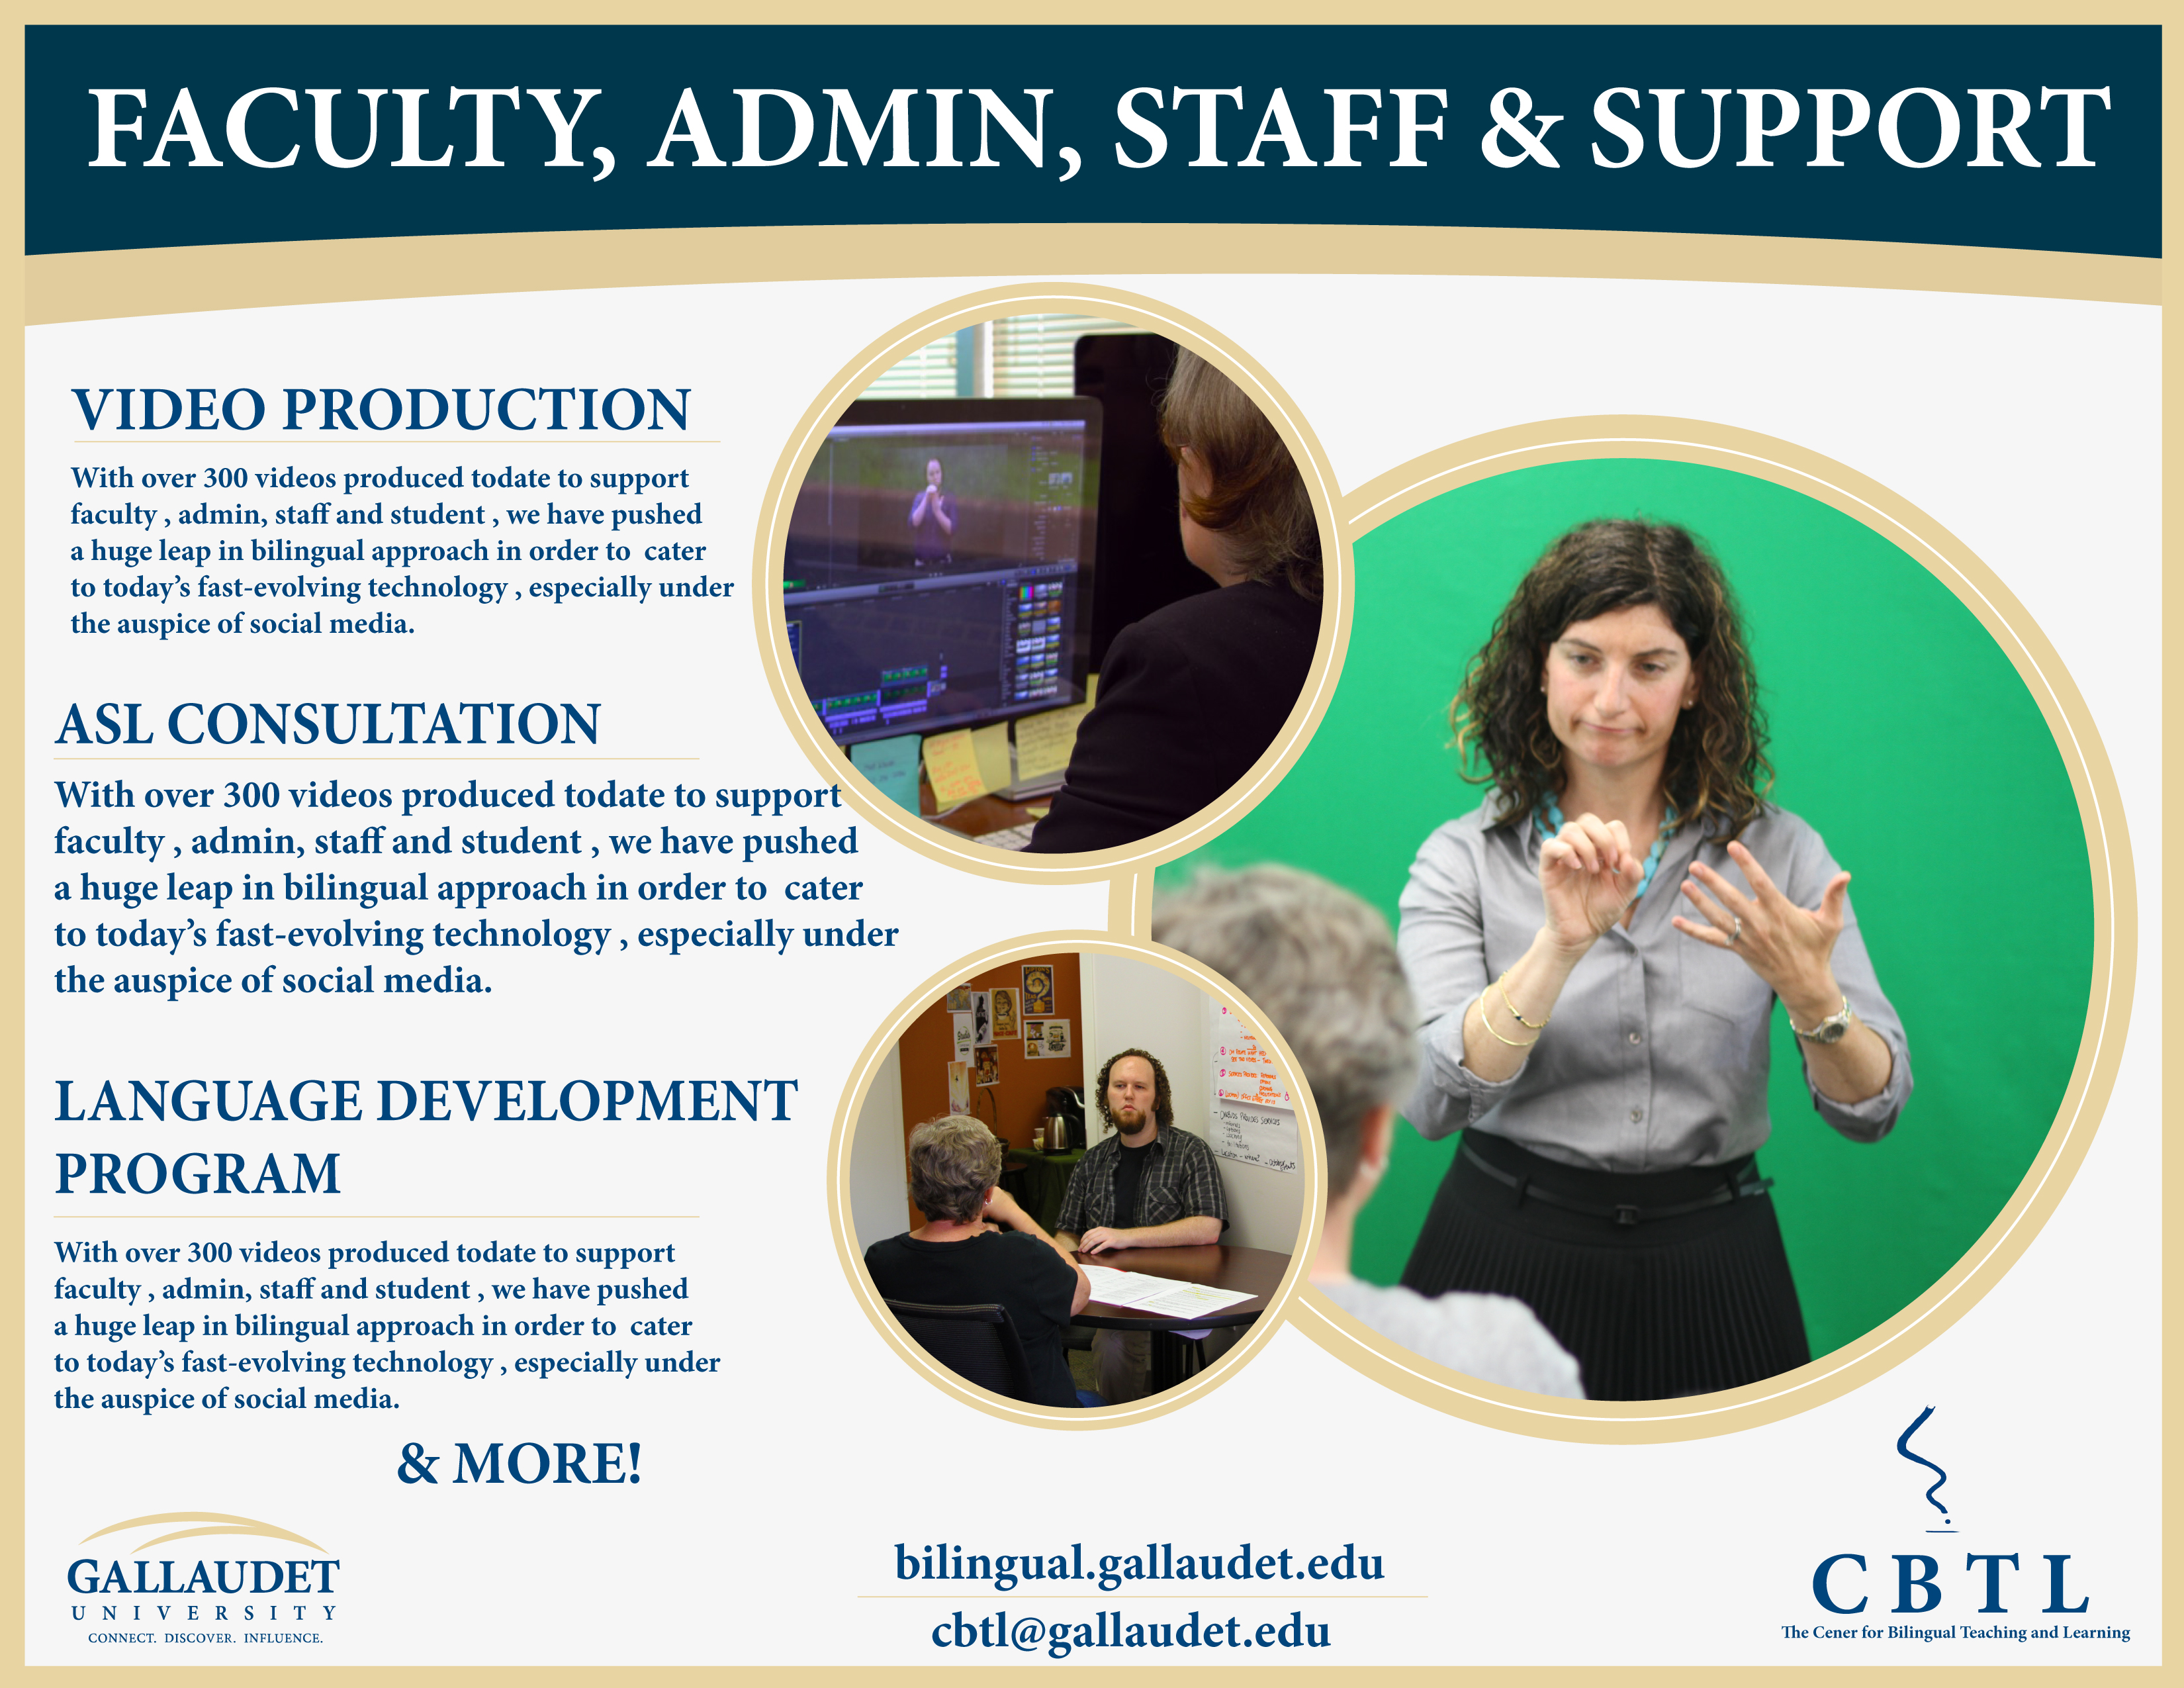 FACULTY, ADMIN, STAFF & SUPPORT
VIDEO PRODUCTION
With over 300 videos produced todate to support
faculty , admin, staff and student , we have pushed
a huge leap in bilingual approach in order to  cater
to today’s fast-evolving technology , especially under
the auspice of social media.
ASL CONSULTATION
With over 300 videos produced todate to support
faculty , admin, staff and student , we have pushed
a huge leap in bilingual approach in order to  cater
to today’s fast-evolving technology , especially under
the auspice of social media.
LANGUAGE DEVELOPMENT
PROGRAM
With over 300 videos produced todate to support
faculty , admin, staff and student , we have pushed
a huge leap in bilingual approach in order to  cater
to today’s fast-evolving technology , especially under
the auspice of social media.
& MORE!
GALLAUDET
UNIVERSITY
CONNECT. DISCOVER. INFLUENCE.
bilingual.gallaudet.edu
cbtl@gallaudet.edu
CBTL
The Cener for Bilingual Teaching and Learning